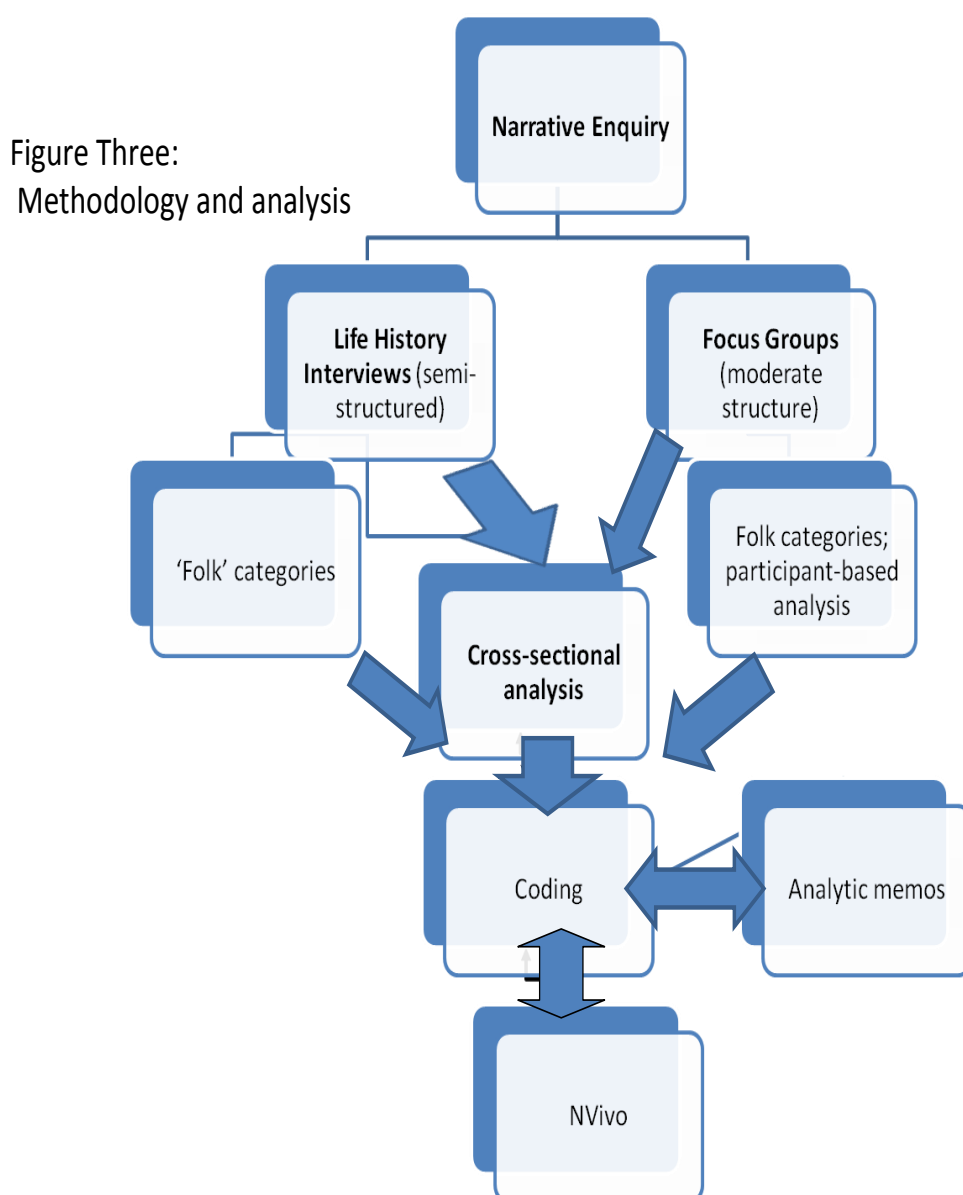 Narrative Enquiry
Figure Three:
Methodology and analysis
Life History
Interviews (semi-
structured)
Focus Groups
(moderate
structure)
‘Folk’ categories
Folk categories;
participant-based
analysis
Cross-sectional
analysis
Coding
Analytic memos
NVivo